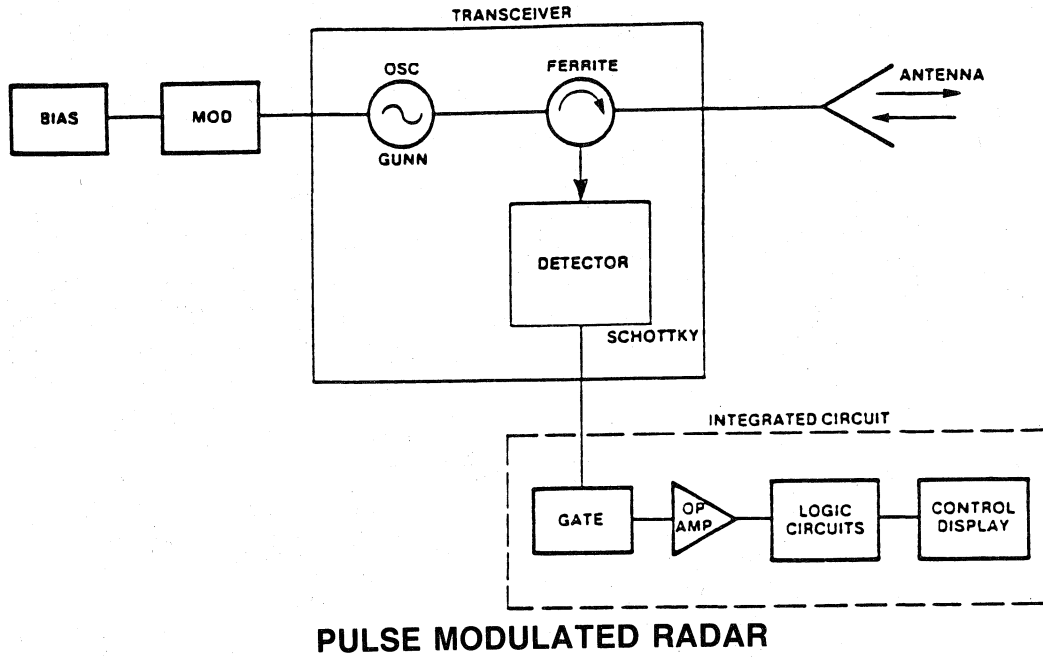 TRANSCEIVER
OSC
FERRITE
ANTENNA
BIAS
MOD
GUNN
DETECTOR
SCHOTTKY
INTEGRATED CIRCUIT
GATE
OP
AMP
LOGIC
CIRCUITS
CONTROL
DISPLAY
PULSE MODULATED RADAR